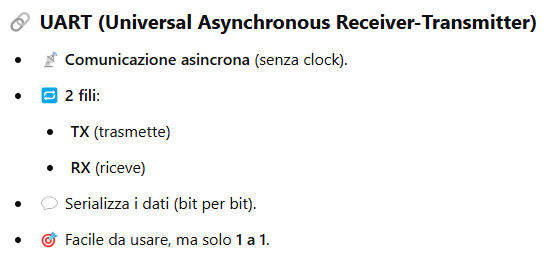 🔗 UART (Universal Asynchronous Receiver-Transmitter)
• 📡 Comunicazione asincrona (senza clock).
• 🔁 2 fili:
• TX (trasmette)
• RX (riceve)
• 💬 Serializza i dati (bit per bit).
• 🎯 Facile da usare, ma solo 1 a 1.